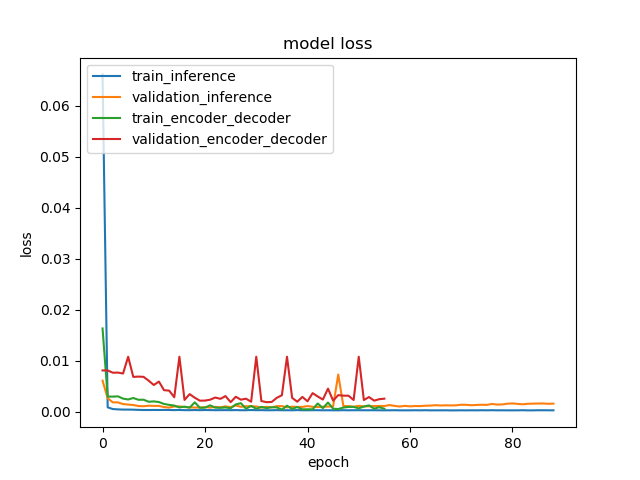 model loss
train_inference
validation_inference
train_encoder_decoder
validation_encoder_decoder
0.06
0.05
0.04
0.03
0.02
0.01
0.00
loss
0 20 40 60 80
epoch